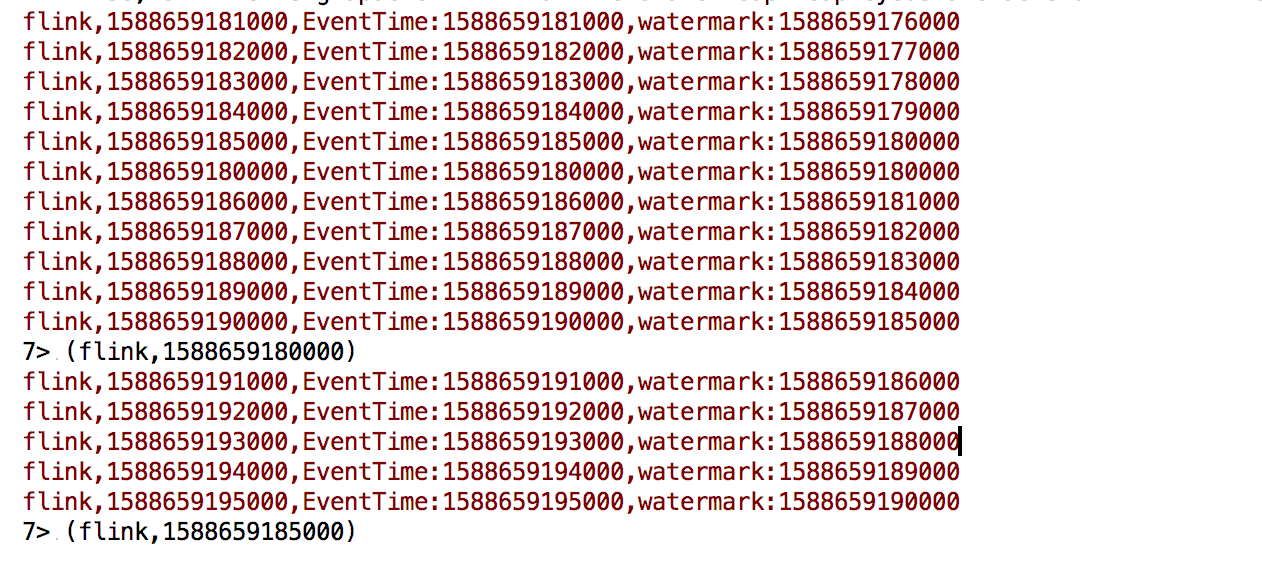 flink,1588659181000,EventTime:1588659181000,watermark:1588659176000
flink,1588659182000,EventTime:1588659182000,watermark:1588659177000
flink,1588659183000,EventTime:1588659183000,watermark:1588659178000
flink,1588659184000,EventTime:1588659184000,watermark:1588659179000
flink,1588659185000,EventTime:1588659185000,watermark:1588659180000
flink,1588659180000,EventTime:1588659180000,watermark:1588659180000
flink,1588659186000,EventTime:1588659186000,watermark:1588659181000
flink,1588659187000,EventTime:1588659187000,watermark:1588659182000
flink,1588659188000,EventTime:1588659188000,watermark:1588659183000
flink,1588659189000,EventTime:1588659189000,watermark:1588659184000
flink,1588659190000,EventTime:1588659190000,watermark:1588659185000
7> (flink,1588659180000)
flink,1588659191000,EventTime:1588659191000,watermark:1588659186000
flink,1588659192000,EventTime:1588659192000,watermark:1588659187000
flink,1588659193000,EventTime:1588659193000,watermark:1588659188000
flink,1588659194000,EventTime:1588659194000,watermark:1588659189000
flink,1588659195000,EventTime:1588659195000,watermark:1588659190000
7> (flink,1588659185000)